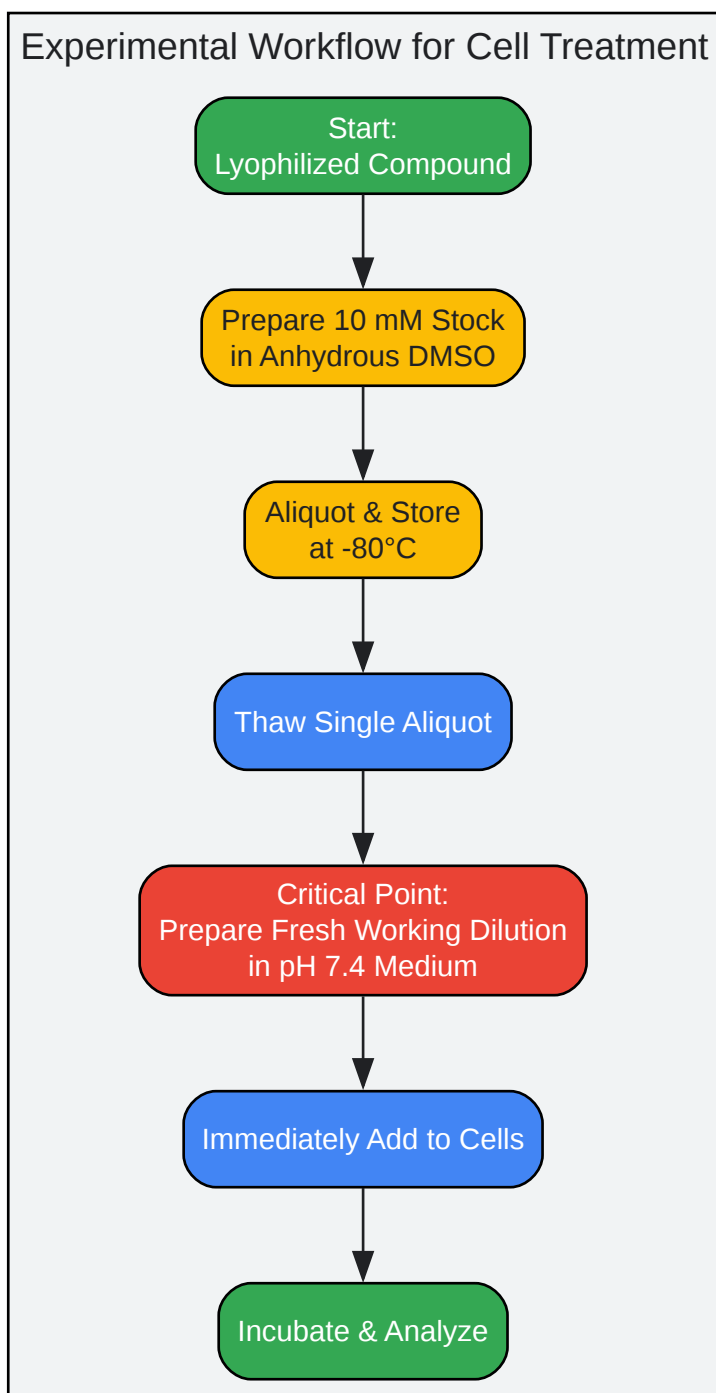 Experimental Workflow for Cell Treatment
Start:
Lyophilized Compound
Prepare 10 mM Stock
in Anhydrous DMSO
Aliquot & Store
at -80°C
Thaw Single Aliquot
Critical Point:
Prepare Fresh Working Dilution
in pH 7.4 Medium
Immediately Add to Cells
Incubate & Analyze